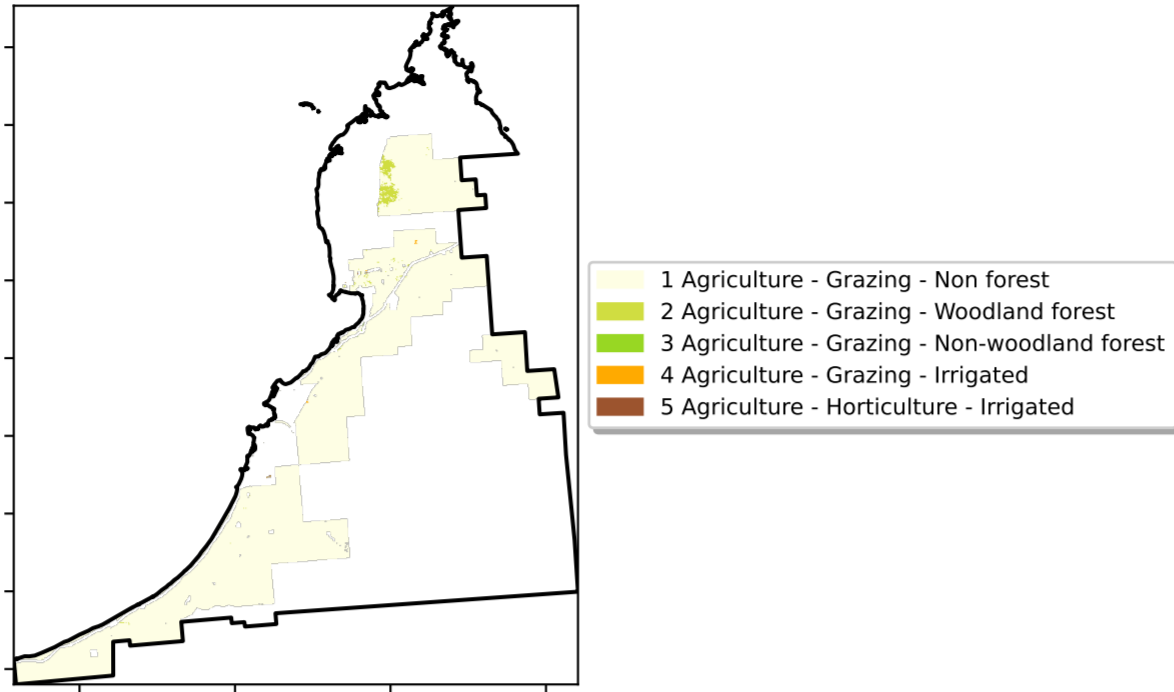 1 Agriculture - Grazing - Non forest
2 Agriculture - Grazing - Woodland forest
3 Agriculture - Grazing - Non-woodland forest
4 Agriculture - Grazing - Irrigated
5 Agriculture - Horticulture - Irrigated